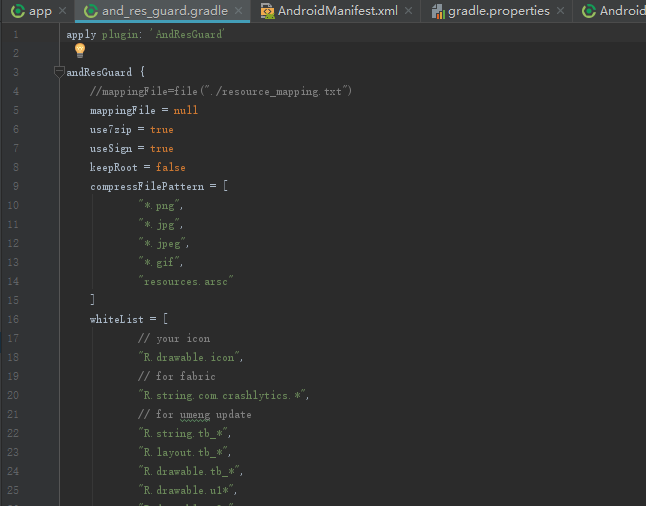 app and_res_guard.gradle AndroidManifest.xml gradle.properties Android
1 apply plugin: 'AndResGuard'
2
3 andResGuard {
4 //mappingFile=file("./resource_mapping.txt")
5 mappingFile = null
6 use7zip = true
7 useSign = true
8 keepRoot = false
9 compressFilePattern = [
10 "*.png",
11 "*.jpg",
12 "*.jpeg",
13 "*.gif",
14 "resources.arsc"
15 ]
16 whiteList = [
17 // your icon
18 "R.drawable.icon",
19 // for fabric
20 "R.string.com.crashlytics.*",
21 // for umeng update
22 "R.string.tb_*",
23 "R.layout.tb_*",
24 "R.drawable.tb_*",
25 "R.drawable.u1*",